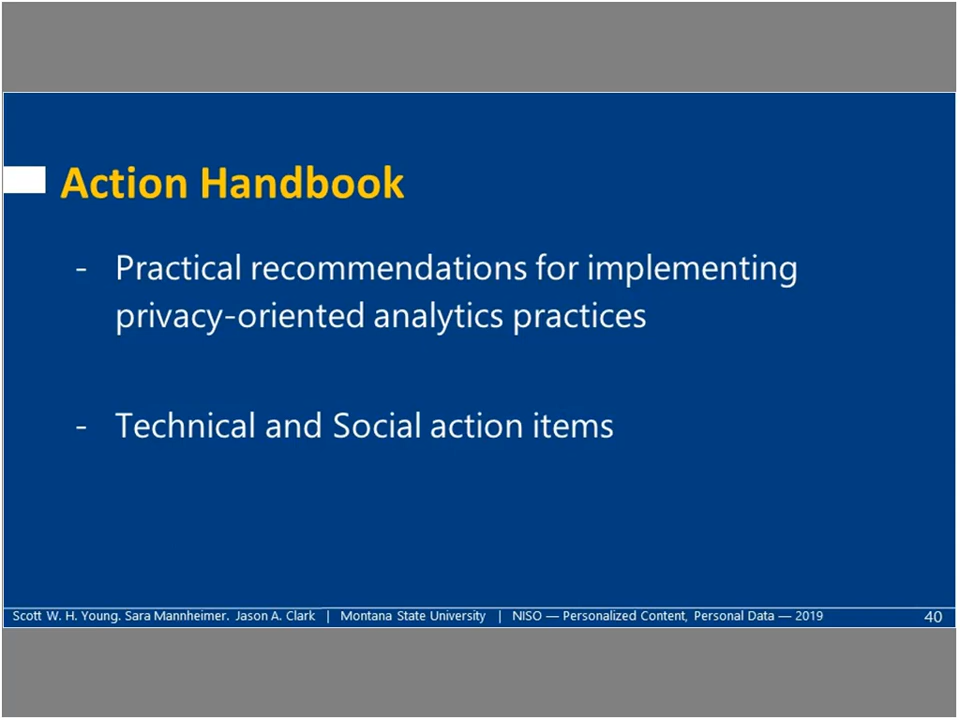 Action Handbook
- Practical recommendations for implementing
privacy-oriented analytics practices
- Technical and Social action items
Scott W. H. Young. Sara Mannheimer. Jason A. Clark | Montana State University | NISO — Personalized Content, Personal Data — 2019 40